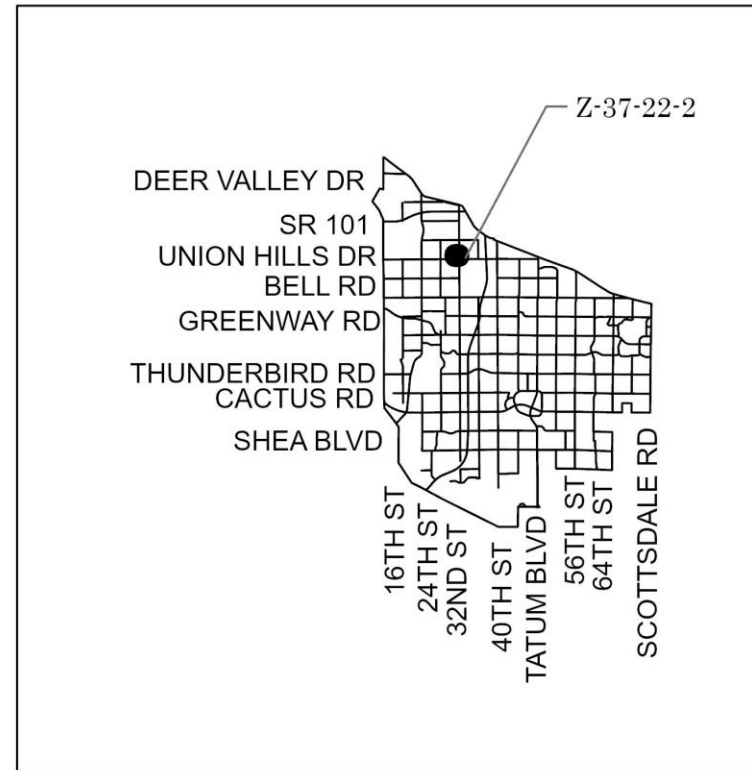 Z-37-22-2
DEER VALLEY DR
SR 101
UNION HILLS DR
BELL RD
GREENWAY RD
THUNDERBIRD RD
CACTUS RD
SHEA BLVD
16TH ST
24TH ST
32ND ST
40TH ST
TATUM BLVD
56TH ST
64TH ST
SCOTTSDALE RD